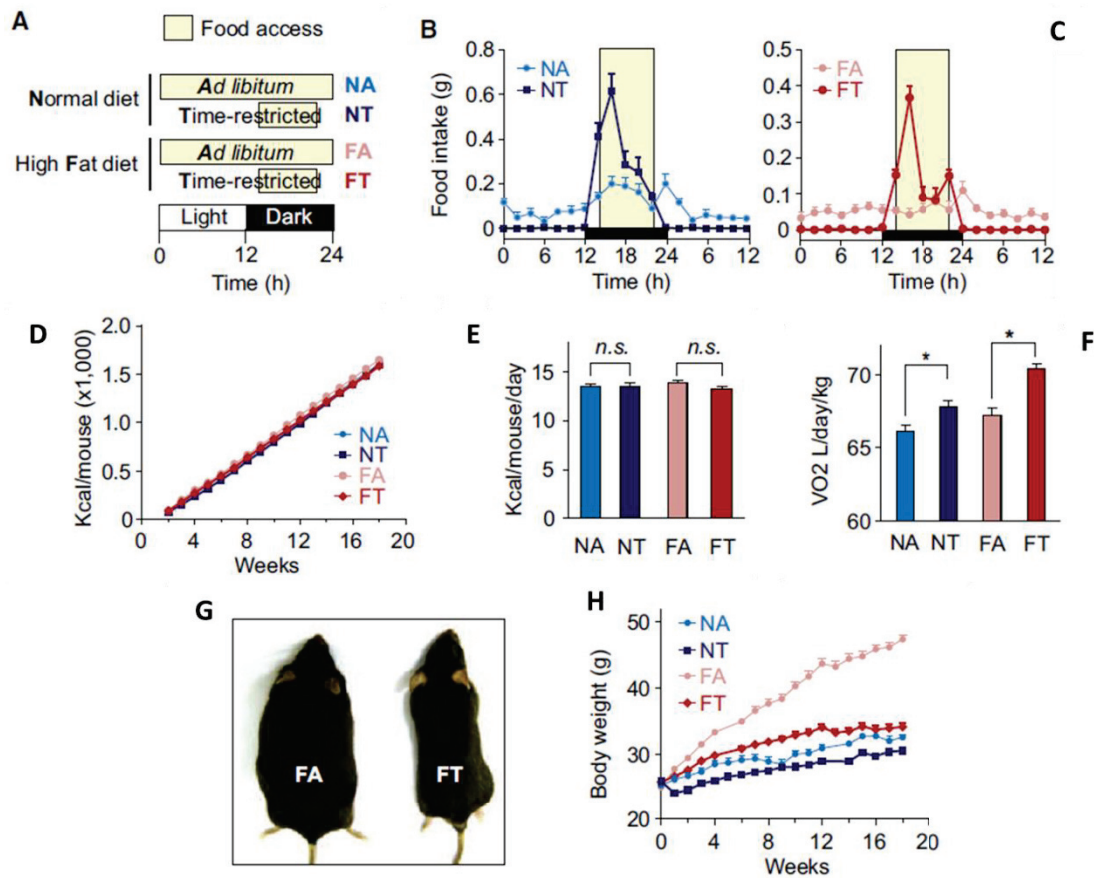 A
Food access
Normal diet
Ad libitum NA
Time-restricted NT
High Fat diet
Ad libitum FA
Time-restricted FT
Light Dark
0 12 24
Time (h)
B
Food intake (g)
0.8
0.6
0.4
0.2
0
NA
NT
0 6 12 18 24 6 12
Time (h)
C
0.5
0.4
0.3
0.2
0.1
0
FA
FT
0 6 12 18 24 6 12
Time (h)
D
Kcal/mouse (x1,000)
2.0
1.5
1.0
0.5
0
NA
NT
FA
FT
0 4 8 12 16 20
Weeks
E
Kcal/mouse/day
15
10
5
0
n.s. n.s.
NA NT FA FT
F
VO2 L/day/kg
70
65
60
* *
NA NT FA FT
G
FA FT
H
Body weight (g)
50
40
30
20
NA
NT
FA
FT
0 4 8 12 16 20
Weeks